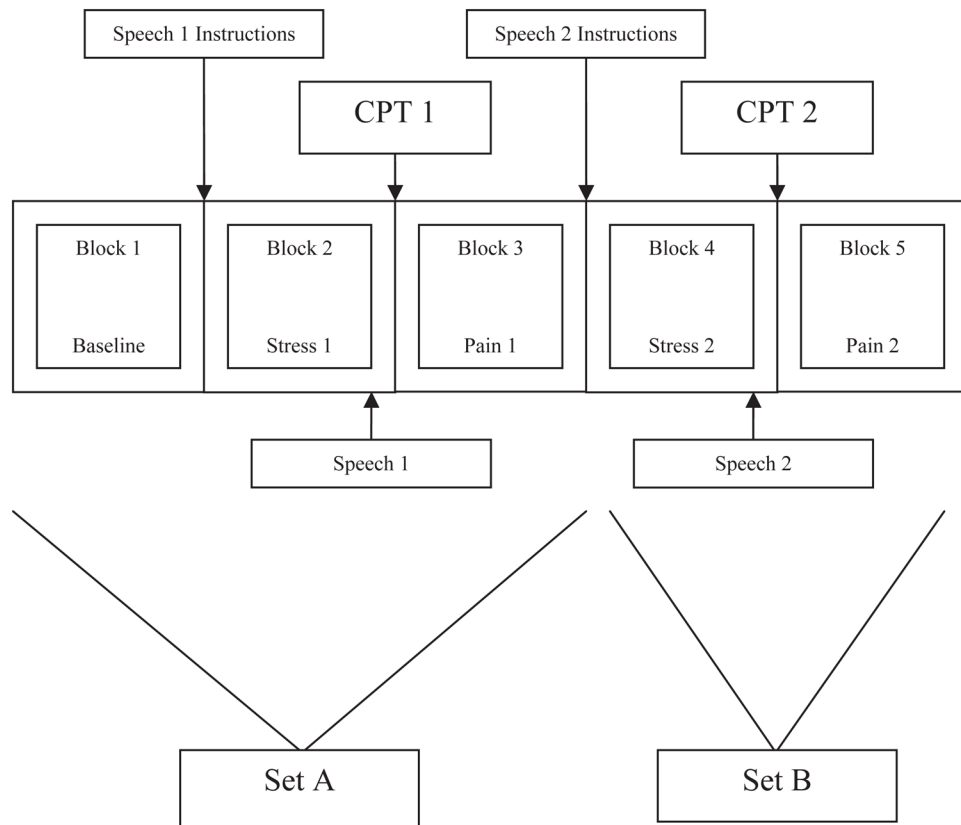 Speech 1 Instructions
Speech 2 Instructions
CPT 1
CPT 2
Block 1
Baseline
Block 2
Stress 1
Block 3
Pain 1
Block 4
Stress 2
Block 5
Pain 2
Speech 1
Speech 2
Set A
Set B